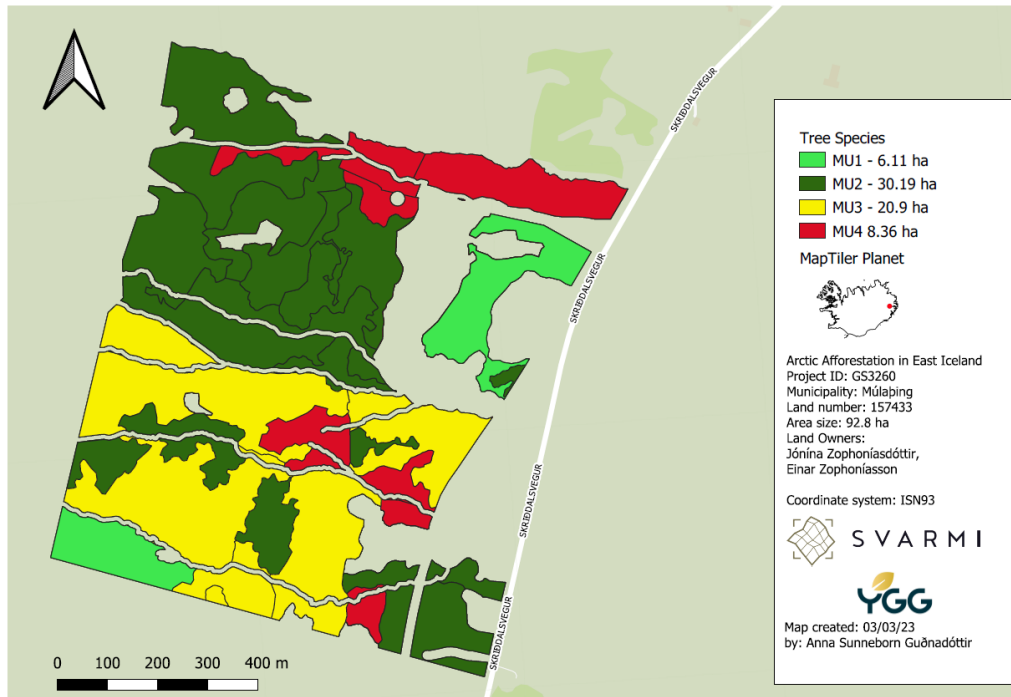 SKRIÐDALSVEGUR
SKRIÐDALSVEGUR
SKRIÐDALSVEGUR
SKRIÐDALSVEGUR
0 100 200 300 400 m
Tree Species
MU1 - 6.11 ha
MU2 - 30.19 ha
MU3 - 20.9 ha
MU4 8.36 ha
MapTiler Planet
Arctic Afforestation in East Iceland
Project ID: GS3260
Municipality: Múlaþing
Land number: 157433
Area size: 92.8 ha
Land Owners:
Jónína Zophoníasdóttir,
Einar Zophoníasson
Coordinate system: ISN93
SVARMI
YGG
Map created: 03/03/23
by: Anna Sunneborn Guðnadóttir